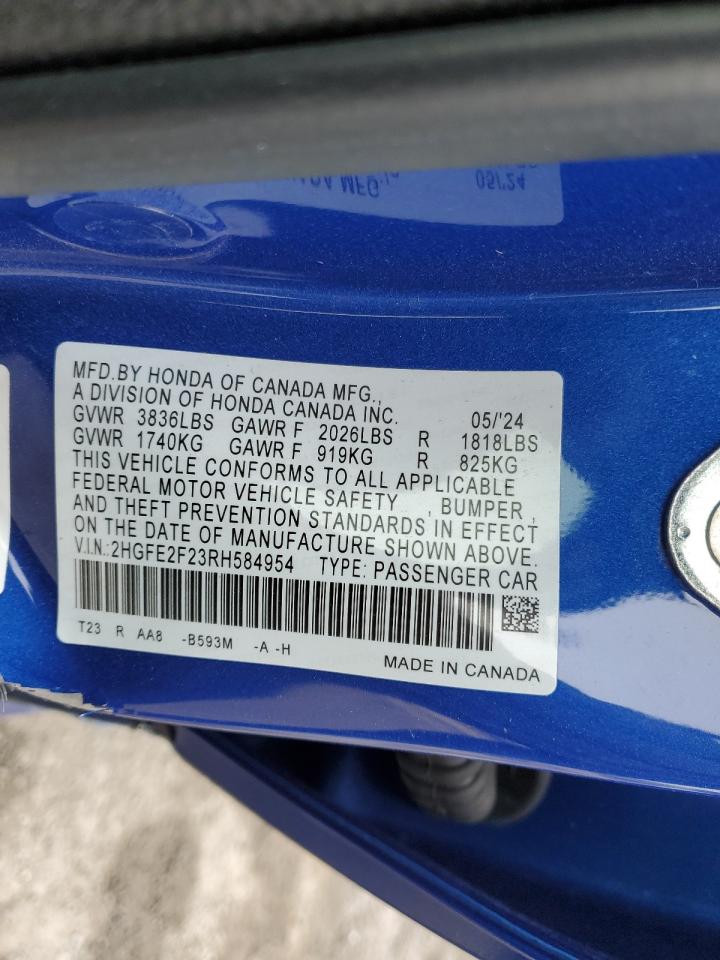 MFD.BY HONDA OF CANADA MFG.,
A DIVISION OF HONDA CANADA INC. 05/'24
GVWR 3836LBS GAWR F 2026LBS R 1818LBS
GVWR 1740KG GAWR F 919KG R 825KG
THIS VEHICLE CONFORMS TO ALL APPLICABLE
FEDERAL MOTOR VEHICLE SAFETY , BUMPER ,
AND THEFT PREVENTION STANDARDS IN EFFECT
ON THE DATE OF MANUFACTURE SHOWN ABOVE.
V.I.N.:2HGFE2F23RH584954 TYPE: PASSENGER CAR
T23 R AA8 -B593M -A -H
MADE IN CANADA